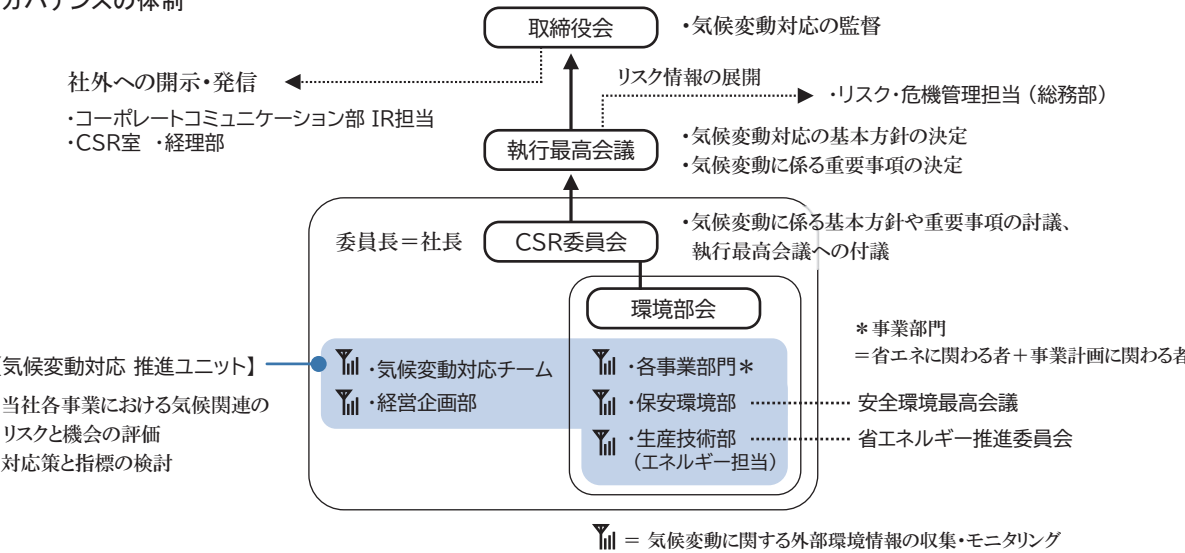 ガバナンスの体制
取締役会
・気候変動対応の監督
社外への開示・発信
リスク情報の展開
・リスク・危機管理担当（総務部）
・コーポレートコミュニケーション部 IR担当
・CSR室 ・経理部
執行最高会議
・気候変動対応の基本方針の決定
・気候変動に係る重要事項の決定
委員長＝社長
CSR委員会
・気候変動に係る基本方針や重要事項の討議、
執行最高会議への付議
環境部会
＊事業部門
＝省エネに関わる者＋事業計画に関わる者
【気候変動対応 推進ユニット】
当社各事業における気候関連の
リスクと機会の評価
対応策と指標の検討
・気候変動対応チーム
・経営企画部
・各事業部門＊
・保安環境部
安全環境最高会議
・生産技術部
（エネルギー担当）
省エネルギー推進委員会
＝ 気候変動に関する外部環境情報の収集・モニタリング